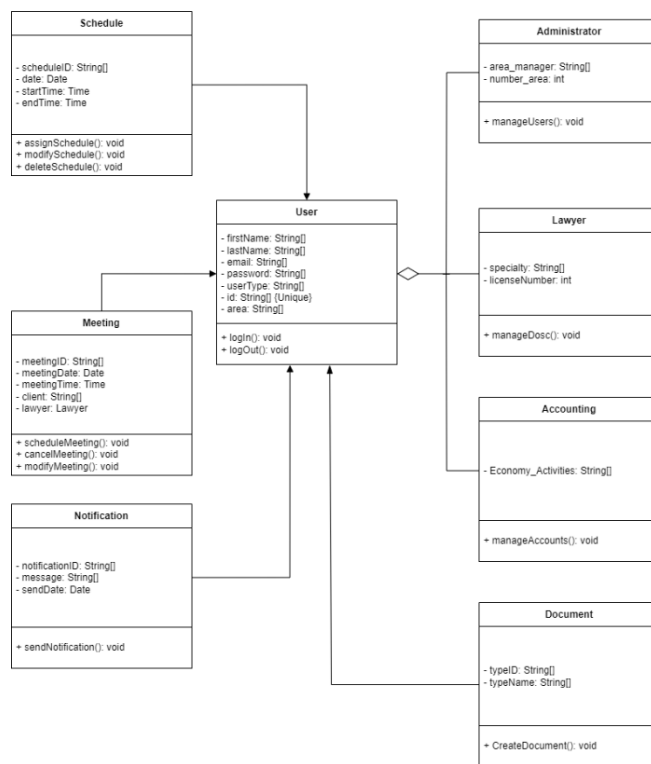 Schedule
- scheduleID: String[]
- date: Date
- startTime: Time
- endTime: Time
+ assignSchedule(): void
+ modifySchedule(): void
+ deleteSchedule(): void
Administrator
- area_manager: String[]
- number_area: int
+ manageUsers(): void
User
- firstName: String[]
- lastName: String[]
- email: String[]
- password: String[]
- userType: String[]
- id: String[] {Unique}
- area: String[]
+ logIn(): void
+ logOut(): void
Lawyer
- specialty: String[]
- licenseNumber: int
+ manageDosc(): void
Meeting
- meetingID: String[]
- meetingDate: Date
- meetingTime: Time
- client: String[]
- lawyer: Lawyer
+ scheduleMeeting(): void
+ cancelMeeting(): void
+ modifyMeeting(): void
Accounting
- Economy_Activities: String[]
+ manageAccounts(): void
Notification
- notificationID: String[]
- message: String[]
- sendDate: Date
+ sendNotification(): void
Document
- typeID: String[]
- typeName: String[]
+ CreateDocument(): void